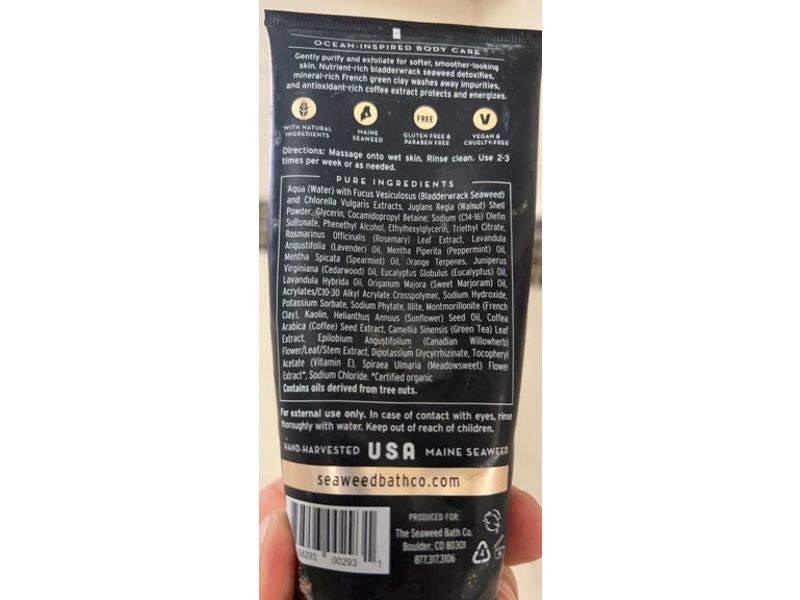 OCEAN-INSPIRED BODY CARE
Gently purify and exfoliate for softer, smoother-looking
skin. Nutrient-rich bladderwrack seaweed detoxifies,
mineral-rich French green clay washes away impurities,
and antioxidant-rich coffee extract protects and energizes.
FREE
V
WITH NATURAL
INGREDIENTS
MAINE
SEAWEED
GLUTEN FREE &
PARABEN FREE
VEGAN &
CRUELTY-FREE
Directions: Massage onto wet skin. Rinse clean. Use 2-3
times per week or as needed.
PURE INGREDIENTS
Aqua (Water) with Fucus Vesiculosus (Bladderwrack Seaweed)
and Chlorella Vulgaris Extracts, Juglans Regia (Walnut) Shell
Powder, Glycerin, Cocamidopropyl Betaine, Sodium (C14-16) Olefin
Sulfonate, Phenethyl Alcohol, Ethylhexylglycerin, Triethyl Citrate,
Rosmarinus Officinalis (Rosemary) Leaf Extract, Lavandula
Angustifolia (Lavender) Oil, Mentha Piperita (Peppermint) Oil,
Mentha Spicata (Spearmint) Oil, Orange Terpenes, Juniperus
Virginiana (Cedarwood) Oil, Eucalyptus Globulus (Eucalyptus) Oil,
Lavandula Hybrida Oil, Origanum Majora (Sweet Marjoram) Oil,
Acrylates/C10-30 Alkyl Acrylate Crosspolymer, Sodium Hydroxide,
Potassium Sorbate, Sodium Phytate, Illite, Montmorillonite (French
Clay), Kaolin, Helianthus Annuus (Sunflower) Seed Oil, Coffea
Arabica (Coffee) Seed Extract, Camellia Sinensis (Green Tea) Leaf
Extract, Epilobium Angustifolium (Canadian Willowherb)
Flower/Leaf/Stem Extract, Dipotassium Glycyrrhizinate, Tocopheryl
Acetate (Vitamin E), Spiraea Ulmaria (Meadowsweet) Flower
Extract*, Sodium Chloride. *Certified organic
Contains oils derived from tree nuts.
For external use only. In case of contact with eyes, rinse
thoroughly with water. Keep out of reach of children.
HAND-HARVESTED USA MAINE SEAWEED
seaweedbathco.com
PRODUCED FOR:
The Seaweed Bath Co.
Boulder, CO 80301
877.317.3106
58293 00293 1